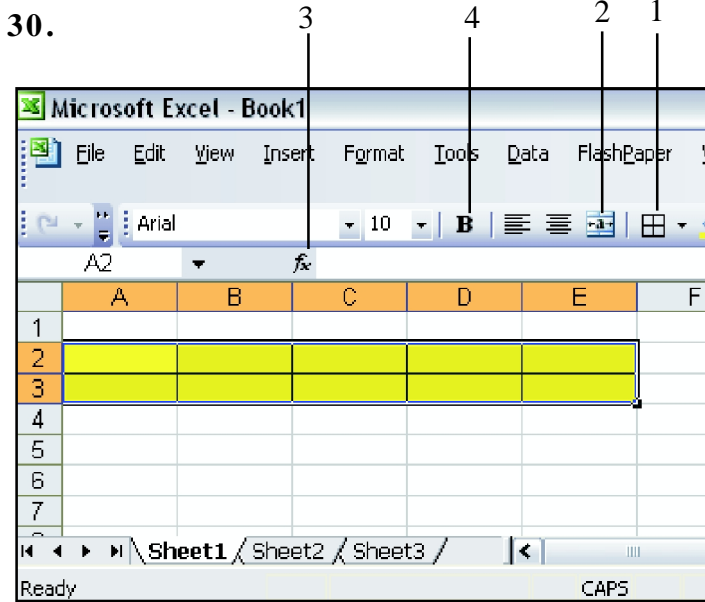 30.
3 4 2 1
Microsoft Excel - Book1
File Edit View Insert Format Tools Data FlashPaper
Arial 10 B
A2 fx
A B C D E F
1
2
3
4
5
6
7
Sheet1 Sheet2 Sheet3
Ready CAPS